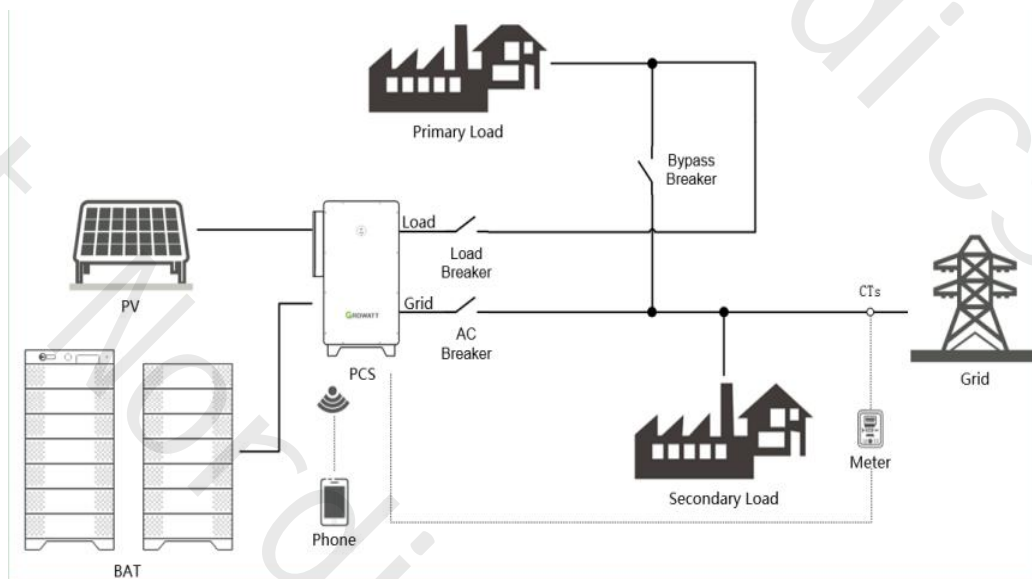 Primary Load
Bypass
Breaker
Load
Load
Breaker
PV
Grid
AC
Breaker
GROWATT
PCS
CTs
Grid
Meter
Secondary Load
Phone
BAT